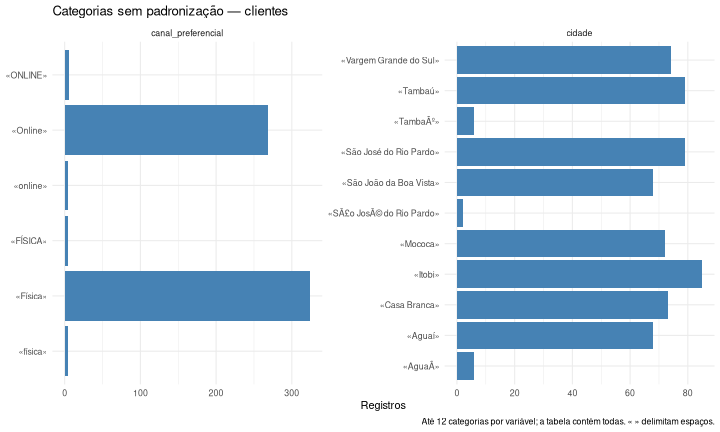 Categorias sem padronização — clientes
canal_preferencial
«ONLINE»
«Online»
«online»
«FÍSICA»
«Física»
«física»
0
100
200
300
cidade
«Vargem Grande do Sul»
«Tambaú»
«TambaÃº»
«São José do Rio Pardo»
«São João da Boa Vista»
«SÃ£o JosÃ© do Rio Pardo»
«Mococa»
«Itobi»
«Casa Branca»
«Aguaí»
«AguaÃ­»
0
20
40
60
80
Registros
Até 12 categorias por variável; a tabela contém todas. « » delimitam espaços.